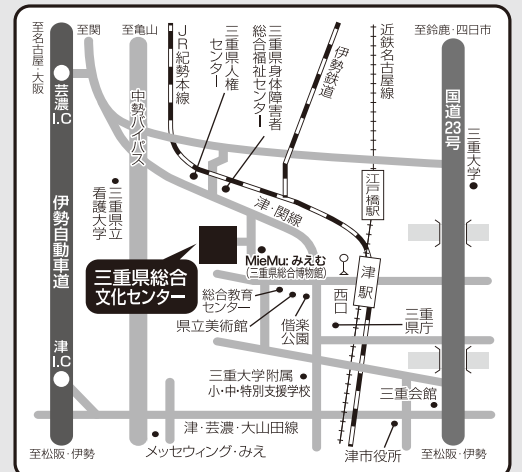 至名古屋・大阪
至関
至亀山
JR紀勢本線
三重県人権
センター
三重県身体障害者
総合福祉センター
伊勢鉄道
近鉄名古屋線
至鈴鹿・四日市
芸濃
I.C
中勢バイパス
国道23号
三重大学
江戸橋駅
三重県立
看護大学
伊勢自動車道
津・関線
三重県総合
文化センター
MieMu:みえむ
(三重県総合博物館)
津駅
西口
総合教育
センター
県立美術館
偕楽
公園
三重
県庁
津
I.C
三重大学附属
小・中・特別支援学校
三重会館
津・芸濃・大山田線
メッセウィング・みえ
津市役所
至松阪・伊勢
至松阪・伊勢